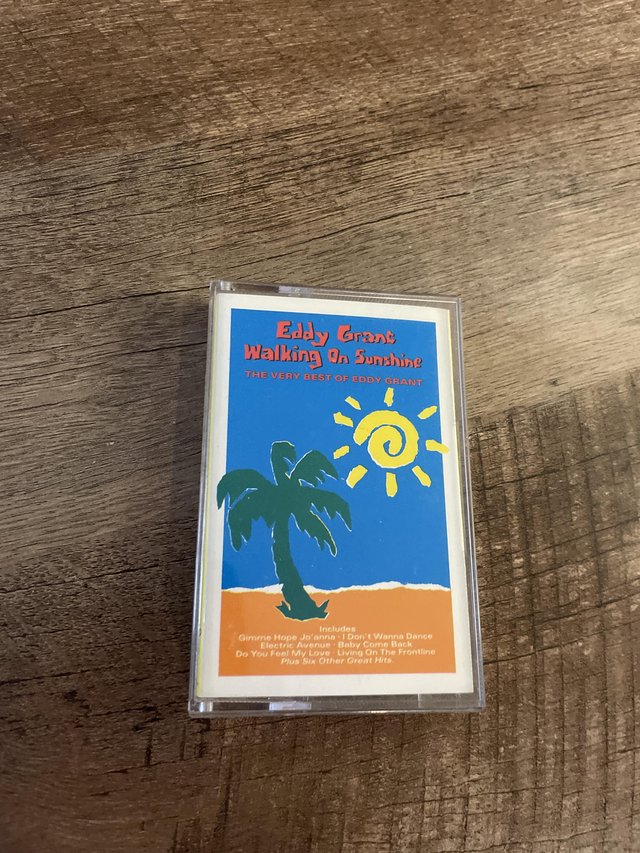 Eddy Grant
Walking On Sunshine
THE VERY BEST OF EDDY GRANT
Includes
Gimme Hope Jo'anna · I Don't Wanna Dance
Electric Avenue · Baby Come Back
Do You Feel My Love · Living On The Frontline
Plus Six Other Great Hits.